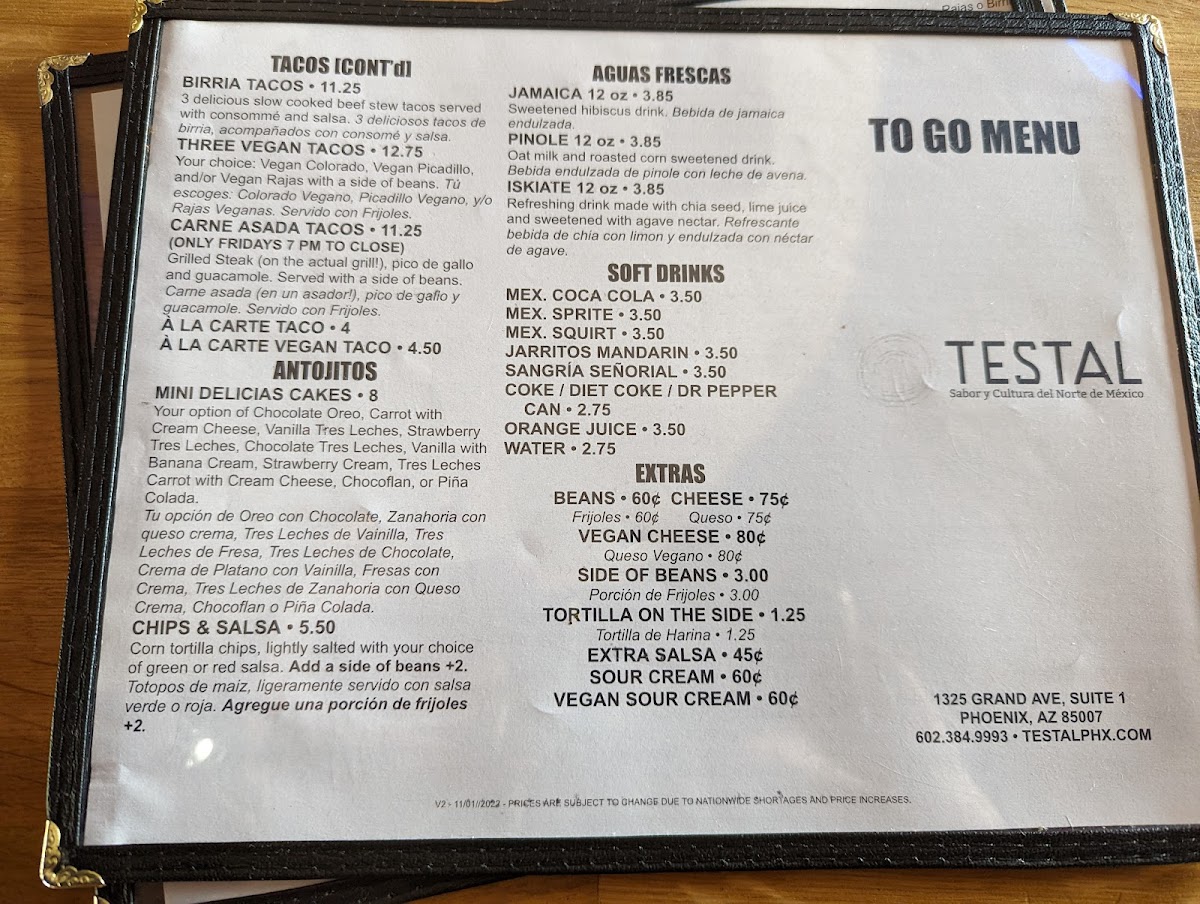 Rajas o Birri
TACOS [CONT'd]
BIRRIA TACOS • 11.25
3 delicious slow cooked beef stew tacos served
with consommé and salsa. 3 deliciosos tacos de
birria, acompañados con consomé y salsa.
THREE VEGAN TACOS • 12.75
Your choice: Vegan Colorado, Vegan Picadillo,
and/or Vegan Rajas with a side of beans. Tú
escoges: Colorado Vegano, Picadillo Vegano, y/o
Rajas Veganas. Servido con Frijoles.
CARNE ASADA TACOS • 11.25
(ONLY FRIDAYS 7 PM TO CLOSE)
Grilled Steak (on the actual grill!), pico de gallo
and guacamole. Served with a side of beans.
Carne asada (en un asador!), pico de gallo y
guacamole. Servido con Frijoles.
À LA CARTE TACO • 4
À LA CARTE VEGAN TACO • 4.50
ANTOJITOS
MINI DELICIAS CAKES • 8
Your option of Chocolate Oreo, Carrot with
Cream Cheese, Vanilla Tres Leches, Strawberry
Tres Leches, Chocolate Tres Leches, Vanilla with
Banana Cream, Strawberry Cream, Tres Leches
Carrot with Cream Cheese, Chocoflan, or Piña
Colada.
Tu opción de Oreo con Chocolate, Zanahoria con
queso crema, Tres Leches de Vainilla, Tres
Leches de Fresa, Tres Leches de Chocolate,
Crema de Platano con Vainilla, Fresas con
Crema, Tres Leches de Zanahoria con Queso
Crema, Chocoflan o Piña Colada.
CHIPS & SALSA • 5.50
Corn tortilla chips, lightly salted with your choice
of green or red salsa. Add a side of beans +2.
Totopos de maiz, ligeramente servido con salsa
verde o roja. Agregue una porción de frijoles
+2.
AGUAS FRESCAS
JAMAICA 12 oz • 3.85
Sweetened hibiscus drink. Bebida de jamaica
endulzada.
PINOLE 12 oz • 3.85
Oat milk and roasted corn sweetened drink.
Bebida endulzada de pinole con leche de avena.
ISKIATE 12 oz • 3.85
Refreshing drink made with chia seed, lime juice
and sweetened with agave nectar. Refrescante
bebida de chia con limon y endulzada con néctar
de agave.
SOFT DRINKS
MEX. COCA COLA • 3.50
MEX. SPRITE • 3.50
MEX. SQUIRT • 3.50
JARRITOS MANDARIN • 3.50
SANGRÍA SEÑORIAL • 3.50
COKE / DIET COKE / DR PEPPER
CAN • 2.75
ORANGE JUICE • 3.50
WATER • 2.75
EXTRAS
BEANS • 60¢ CHEESE • 75¢
Frijoles • 60¢ Queso • 75¢
VEGAN CHEESE • 80¢
Queso Vegano • 80¢
SIDE OF BEANS • 3.00
Porción de Frijoles • 3.00
TORTILLA ON THE SIDE • 1.25
Tortilla de Harina • 1.25
EXTRA SALSA • 45¢
SOUR CREAM • 60¢
VEGAN SOUR CREAM • 60¢
TO GO MENU
TESTAL
Sabor y Cultura del Norte de México
1325 GRAND AVE, SUITE 1
PHOENIX, AZ 85007
602.384.9993 • TESTALPHX.COM
V2 - 11/01//2022 - PRICES ARE SUBJECT TO CHANGE DUE TO NATIONWIDE SHORTAGES AND PRICE INCREASES.